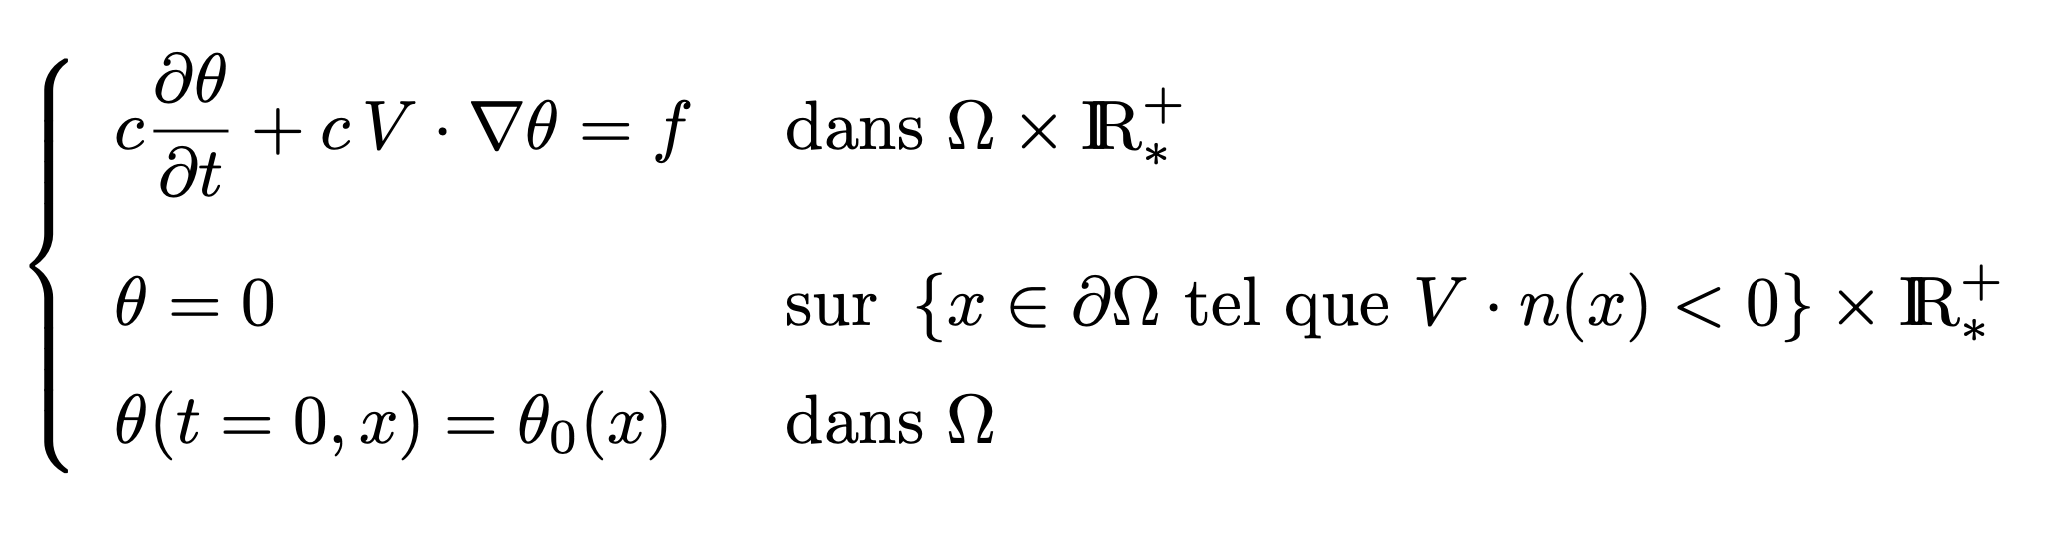 c ∂θ/∂t + c V · ∇θ = f dans Ω × ℝ⁺∗
θ = 0 sur {x ∈ ∂Ω tel que V · n(x) < 0} × ℝ⁺∗
θ(t = 0, x) = θ₀(x) dans Ω